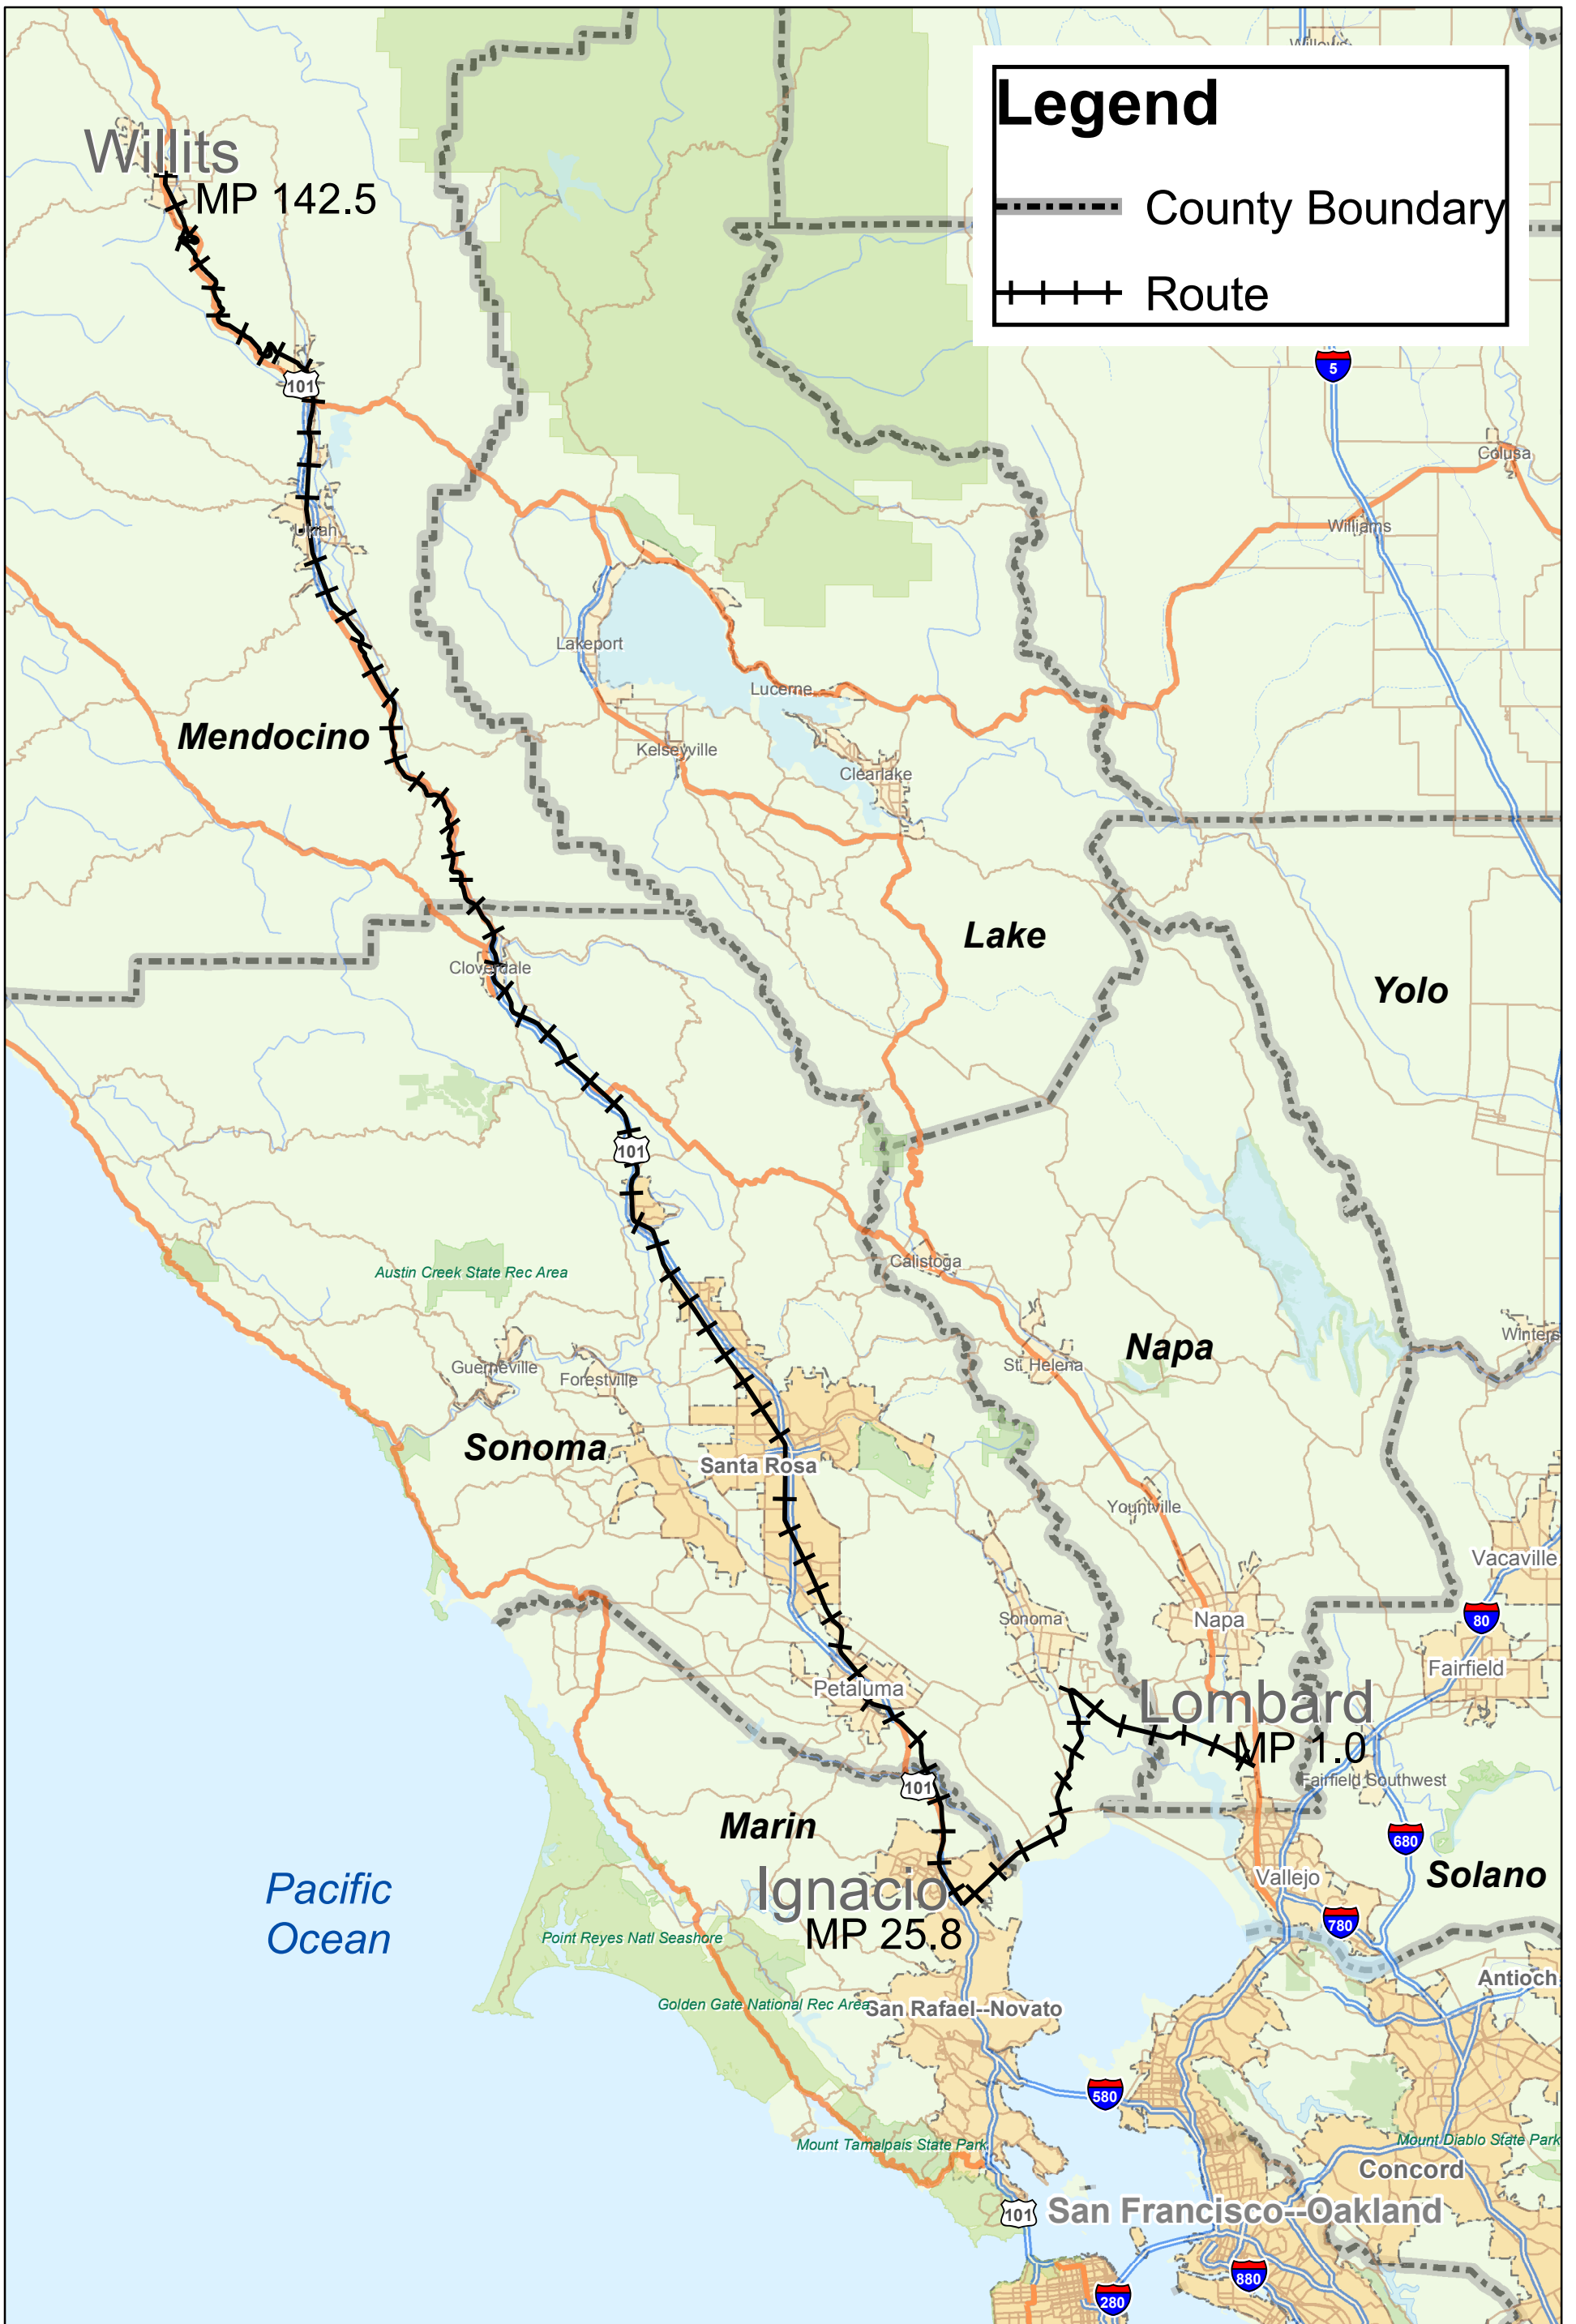 Willows
Legend
County Boundary
Route
Willits
MP 142.5
5
101
Colusa
Williams
Ukiah
Lakeport
Lucerne
Mendocino
Kelseyville
Clearlake
Lake
Cloverdale
Yolo
101
Calistoga
Austin Creek State Rec Area
Winters
Napa
St. Helena
Guerneville
Forestville
Sonoma
Santa Rosa
Yountville
Vacaville
Sonoma
Napa
80
Fairfield
Petaluma
Lombard
MP 1.0
Fairfield Southwest
101
Marin
680
Solano
Vallejo
Ignacio
MP 25.8
Pacific
Ocean
780
Point Reyes Natl Seashore
Antioch
Golden Gate National Rec Area
San Rafael--Novato
580
Mount Tamalpais State Park
Mount Diablo State Park
Concord
101
San Francisco--Oakland
880
280